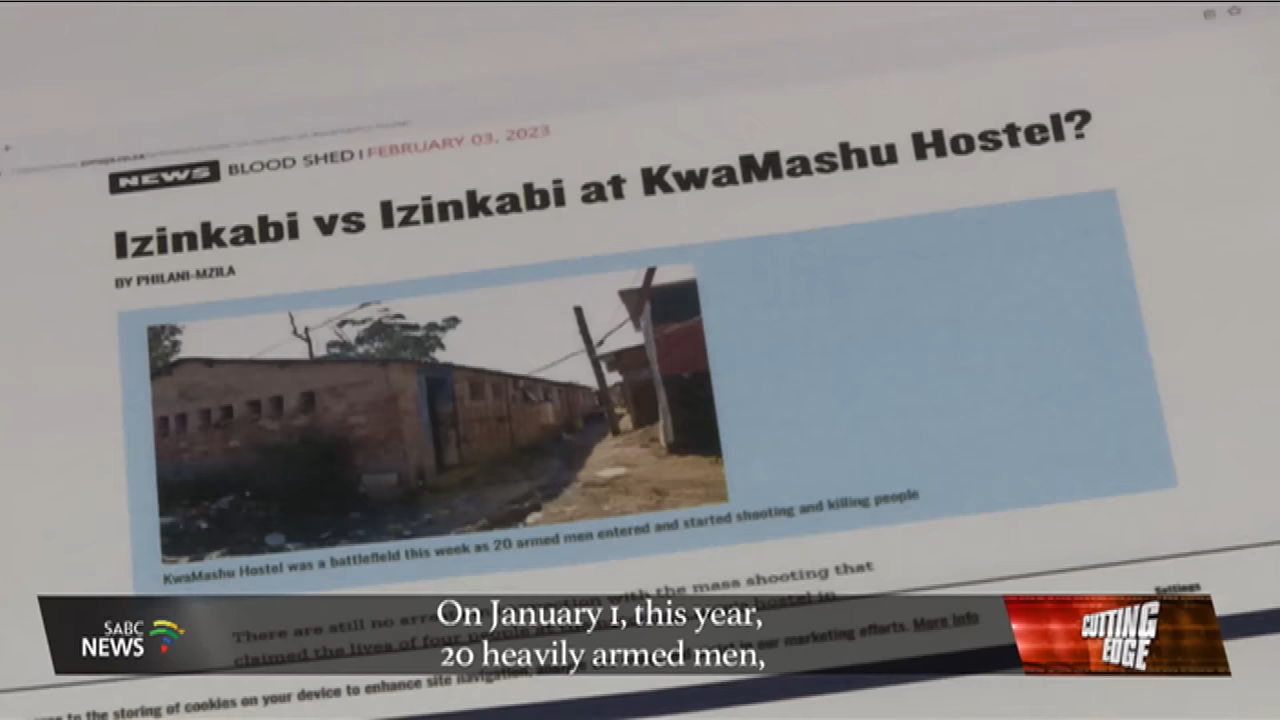 NEWS BLOOD SHED I FEBRUARY 03, 2023
Izinkabi vs Izinkabi at KwaMashu Hostel?
BY PHILANI-MZILA
KwaMashu Hostel was a battlefield this week as 20 armed men entered and started shooting and killing people
There are still no with the mass shooting that
claimed the lives of four people hostel in
Settings
our marketing efforts. More info
to the storing of cookies on your device to enhance site navigation,
SABC
NEWS
On January 1, this year,
20 heavily armed men,
CUTTING
EDGE